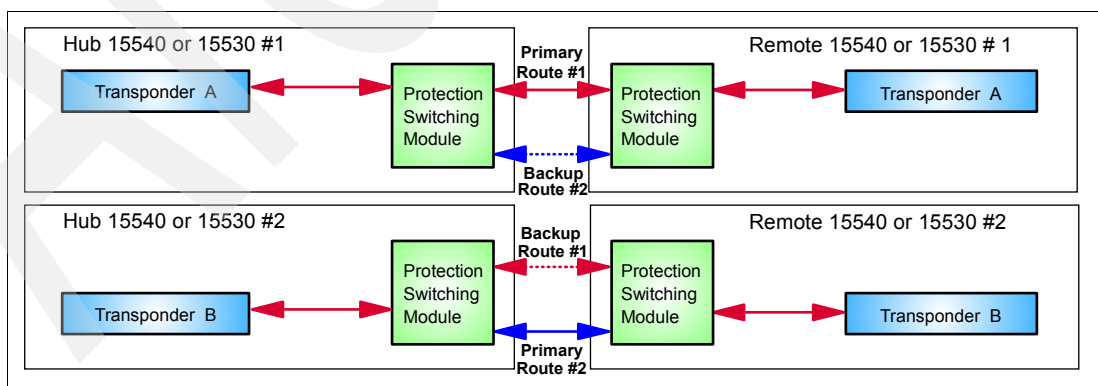 Hub 15540 or 15530 #1
Transponder A
Protection
Switching
Module
Primary
Route #1
Backup
Route #2
Remote 15540 or 15530 # 1
Protection
Switching
Module
Transponder A
Hub 15540 or 15530 #2
Transponder B
Protection
Switching
Module
Backup
Route #1
Primary
Route #2
Remote 15540 or 15530 #2
Protection
Switching
Module
Transponder B